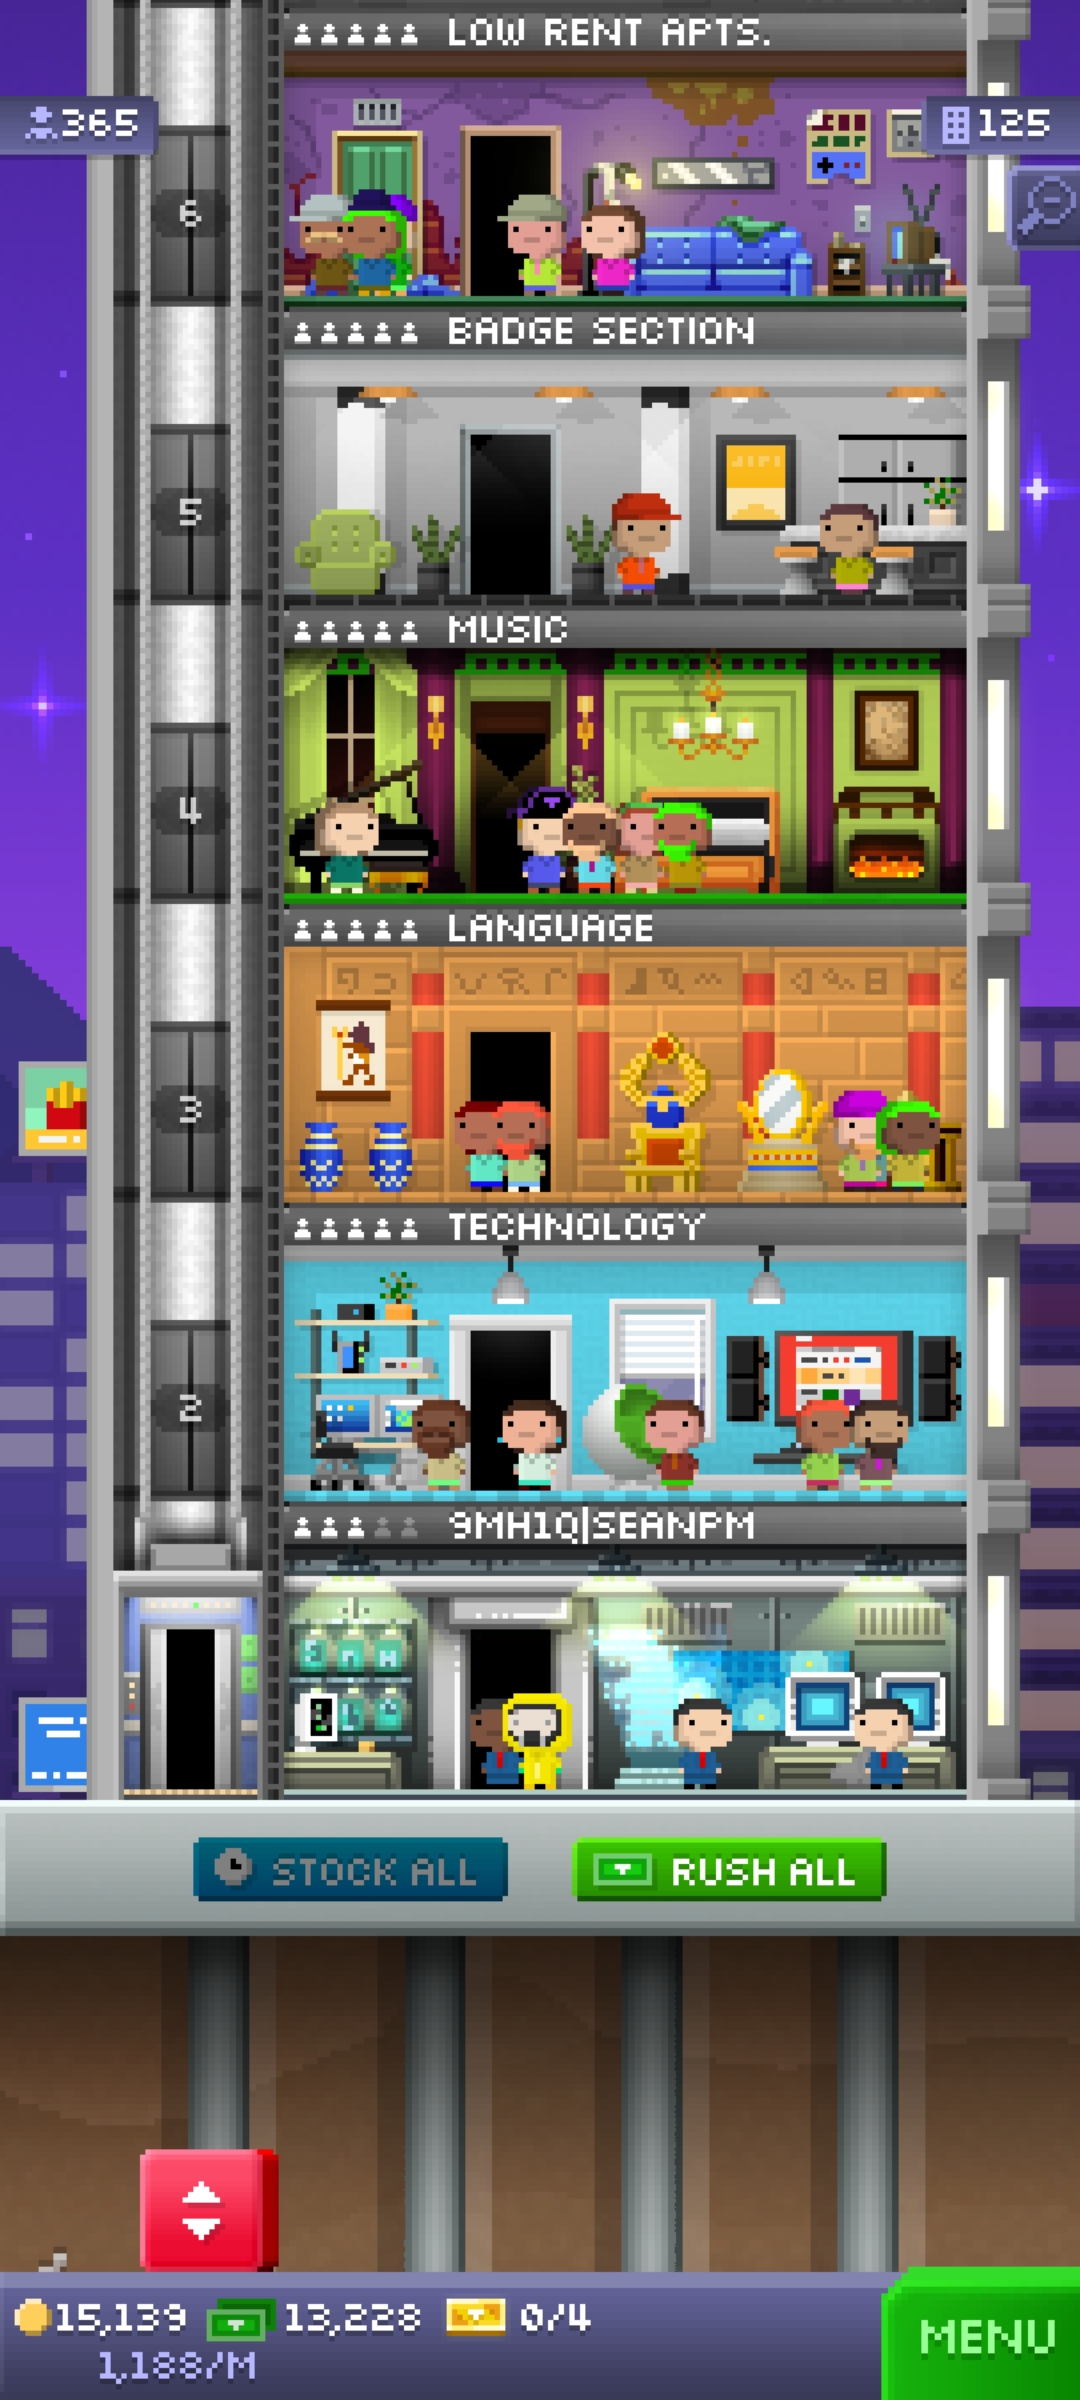 LOW RENT APTS.
365
125
6
BADGE SECTION
5
MUSIC
4
LANGUAGE
3
TECHNOLOGY
2
9MH1Q|SEANPM
STOCK ALL
RUSH ALL
15,139
13,228
0/4
1,188/M
MENU